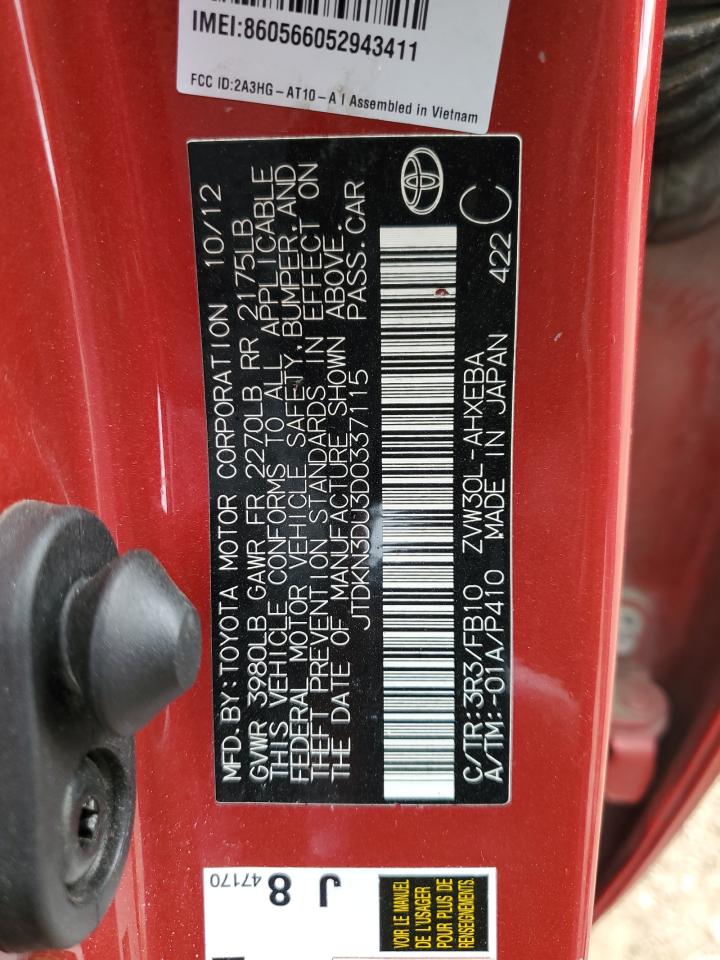 IMEI:860566052943411
FCC ID:2A3HG-AT10-A I Assembled in Vietnam
MFD.BY:TOYOTA MOTOR CORPORATION 10/12
GVWR 3980LB GAWR FR 2270LB RR 2175LB
THIS VEHICLE CONFORMS TO ALL APPLICABLE
FEDERAL MOTOR VEHICLE SAFETY,BUMPER,AND
THEFT PREVENTION STANDARDS IN EFFECT ON
THE DATE OF MANUFACTURE SHOWN ABOVE.
JTDKN3DU3D0337115 PASS.CAR
C/TR:3R3/FB10 ZVW30L-AHXEBA 422 C
A/TM:-01A/P410 MADE IN JAPAN
J 8
47170
VOIR LE MANUEL
DE L'USAGER
POUR PLUS DE
RENSEIGNEMENTS.